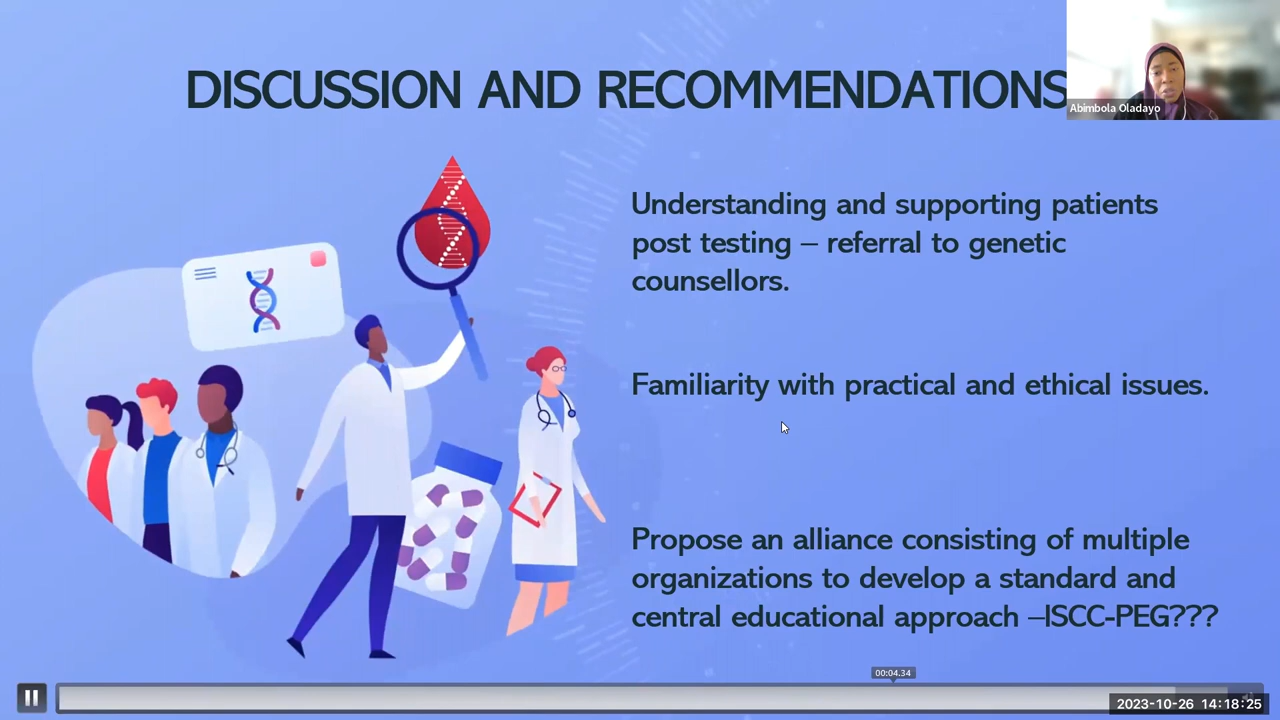 DISCUSSION AND RECOMMENDATIONS
Abimbola Oladayo
Understanding and supporting patients
post testing – referral to genetic
counsellors.
Familiarity with practical and ethical issues.
Propose an alliance consisting of multiple
organizations to develop a standard and
central educational approach –ISCC-PEG???
00:04.34
2023-10-26 14:18:25